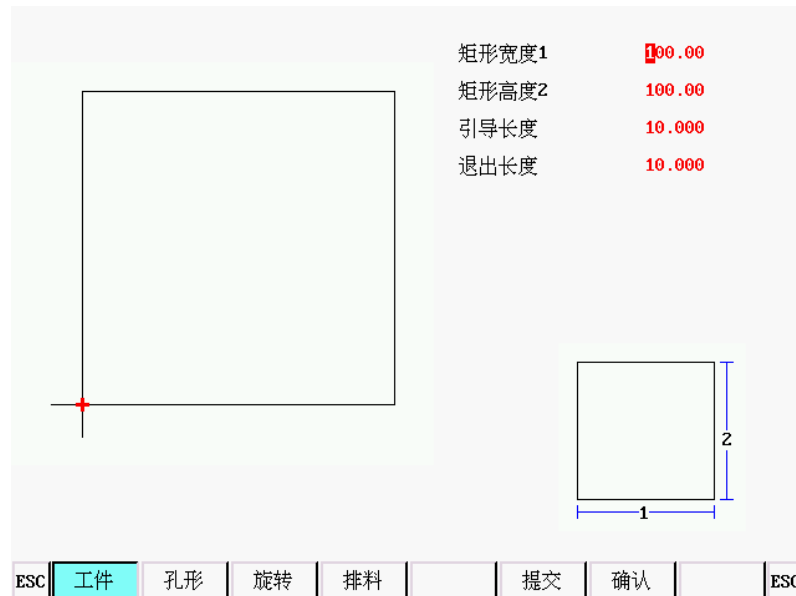 矩形宽度1 100.00
矩形高度2 100.00
引导长度 10.000
退出长度 10.000
2
1
ESC 工件 孔形 旋转 排料 提交 确认 ESC